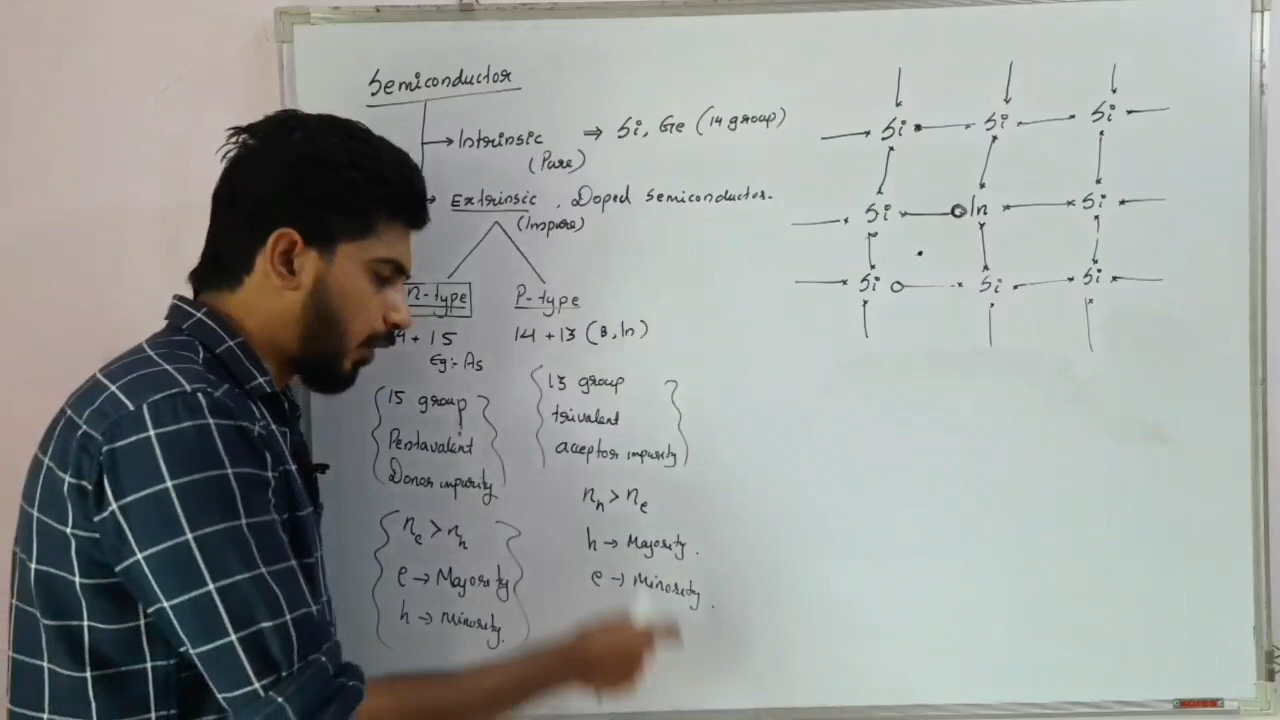 Semiconductor
Intrinsic ⇒ Si, Ge (14 group)
(Pure)
Extrinsic, Doped Semiconductor.
(Impure)
n-type
P-type
4 + 15
Eg:- As
14 + 13 (B, In)
15 group
Pentavalent
Donor impurity
ne > nh
e → Majority
h → Minority.
13 group
trivalent
acceptor impurity
nh > ne
h → Majority.
e → Minority.
Si Si Si
Si In Si
Si Si Si
KORES